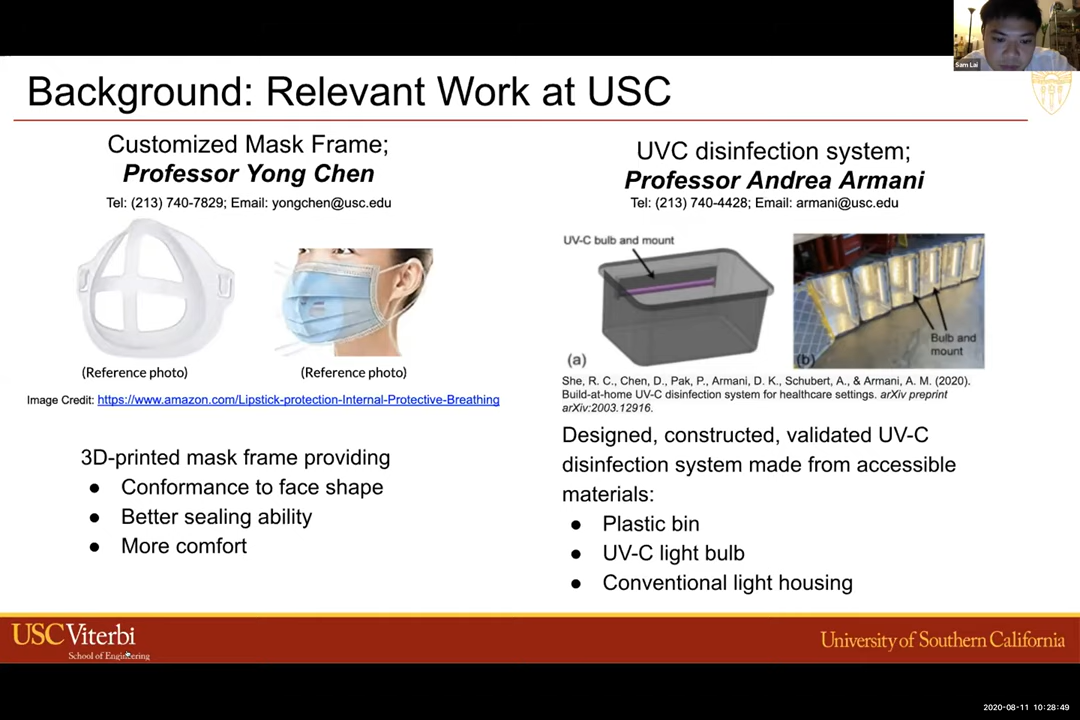 Sam Lai
Background: Relevant Work at USC
Customized Mask Frame;
Professor Yong Chen
Tel: (213) 740-7829; Email: yongchen@usc.edu
(Reference photo)
(Reference photo)
Image Credit: https://www.amazon.com/Lipstick-protection-Internal-Protective-Breathing
3D-printed mask frame providing
● Conformance to face shape
● Better sealing ability
● More comfort
UVC disinfection system;
Professor Andrea Armani
Tel: (213) 740-4428; Email: armani@usc.edu
UV-C bulb and mount
(a)
(b)
Bulb and
mount
She, R. C., Chen, D., Pak, P., Armani, D. K., Schubert, A., & Armani, A. M. (2020).
Build-at-home UV-C disinfection system for healthcare settings. arXiv preprint
arXiv:2003.12916.
Designed, constructed, validated UV-C
disinfection system made from accessible
materials:
● Plastic bin
● UV-C light bulb
● Conventional light housing
USC Viterbi
School of Engineering
University of Southern California
2020-08-11 10:28:49